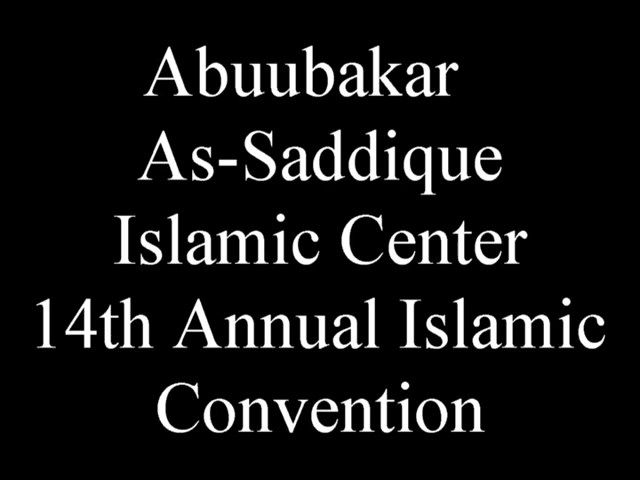 Abuubakar
As-Saddique
Islamic Center
14th Annual Islamic
Convention